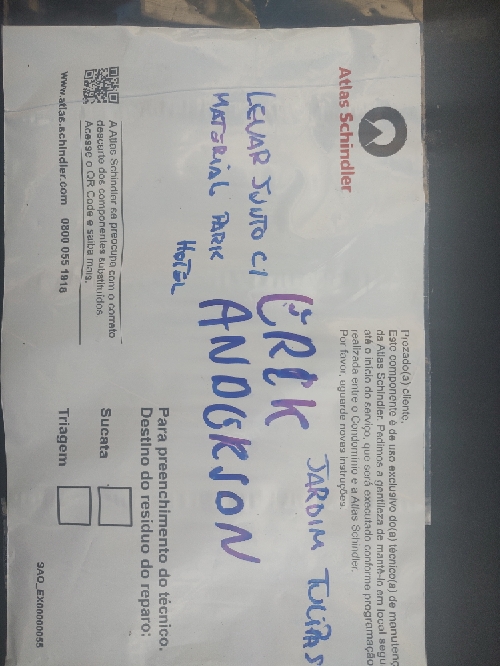 Atlas Schindler
Prezado(a) cliente,
Este componente é de uso exclusivo do(a) técnico(a) de
da Atlas Schindler. Pedimos a gentileza de mantê-lo em local
até o início do serviço, que será executado conforme programação
realizada entre o Condomínio e a Atlas Schindler.
Por favor, aguarde novas instruções.
LEVAR JUNTO C/
MATERIAL PARK
HOTEL
JARDIM TULIPAS
ANDERSON
A Atlas Schindler se preocupa com o correto
descarte dos componentes substituídos.
Acesse o QR Code e saiba mais.
www.atlas.schindler.com 0800 055 1918
Para preenchimento do técnico.
Destino do resíduo do reparo:
Sucata
Triagem
SAO_EX00000055